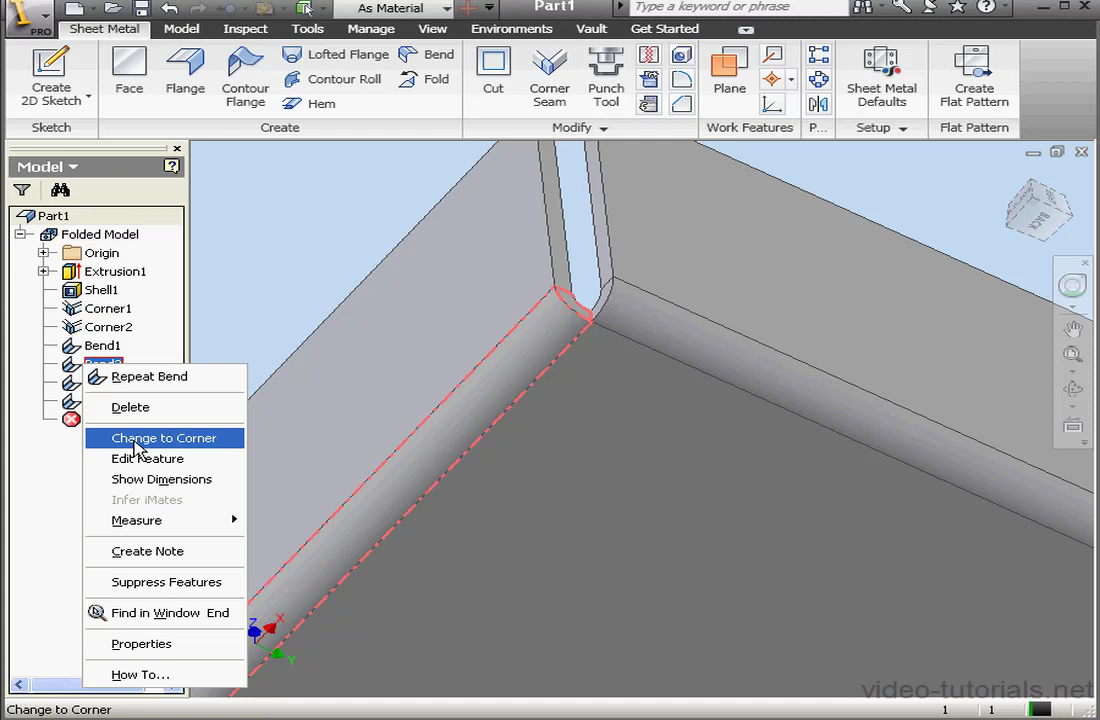 As Material
Part1
Type a keyword or phrase
PRO
Sheet Metal
Model
Inspect
Tools
Manage
View
Environments
Vault
Get Started
Create
2D Sketch
Face
Flange
Contour
Flange
Lofted Flange
Contour Roll
Hem
Bend
Fold
Cut
Corner
Seam
Punch
Tool
Plane
Sheet Metal
Defaults
Create
Flat Pattern
Sketch
Create
Modify
Work Features
P...
Setup
Flat Pattern
Model
Part1
Folded Model
Origin
Extrusion1
Shell1
Corner1
Corner2
Bend1
Repeat Bend
Delete
Change to Corner
Edit Feature
Show Dimensions
Infer iMates
Measure
Create Note
Suppress Features
Find in Window End
Properties
How To...
BACK
Z
X
Y
video-tutorials.net
Change to Corner
1
1